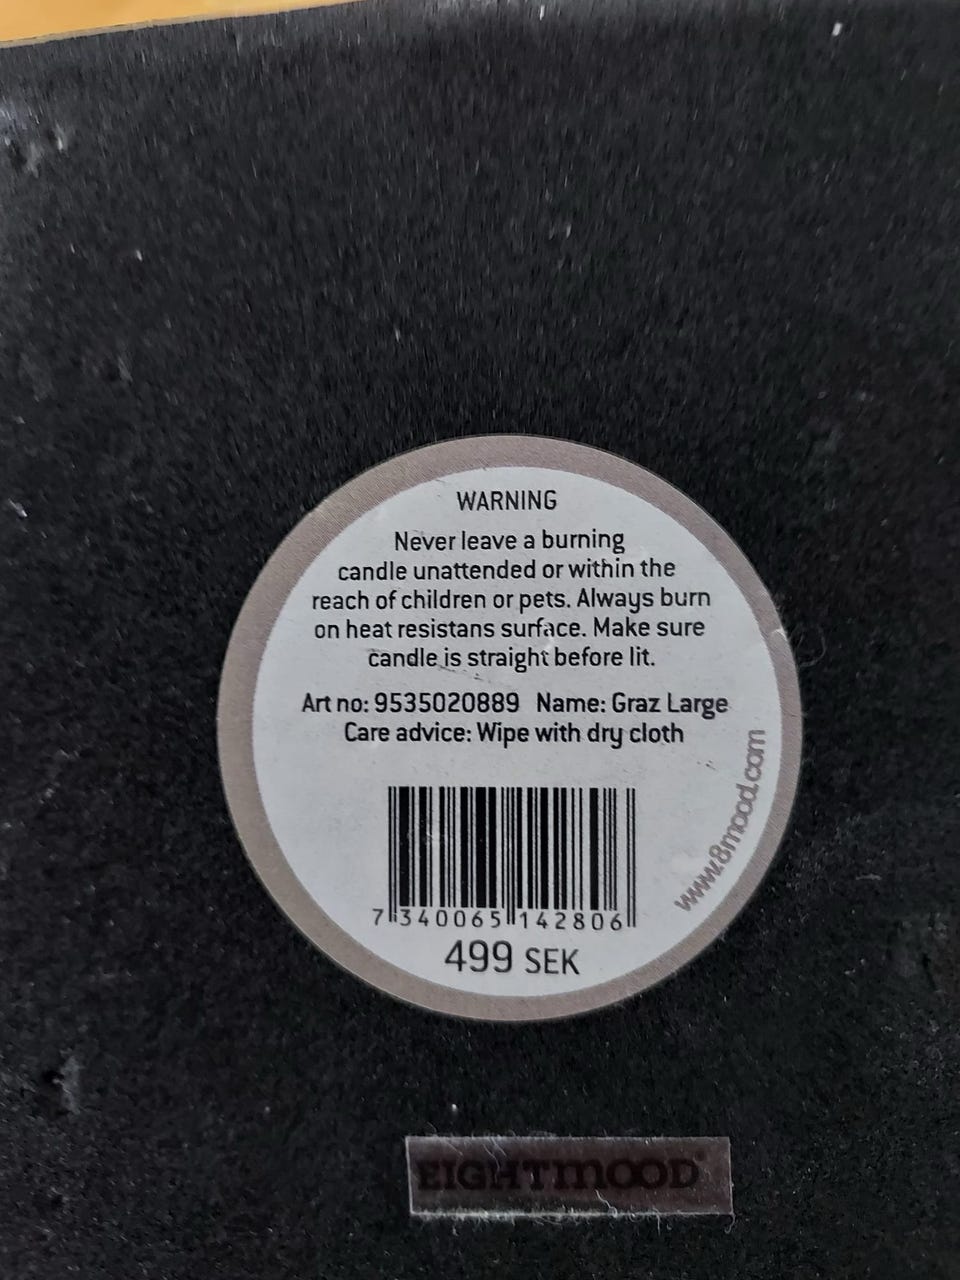 WARNING
Never leave a burning
candle unattended or within the
reach of children or pets. Always burn
on heat resistans surface. Make sure
candle is straight before lit.
Art no: 9535020889 Name: Graz Large
Care advice: Wipe with dry cloth
www.8mood.com
7 340065 142806
499 SEK
EIGHTMOOD